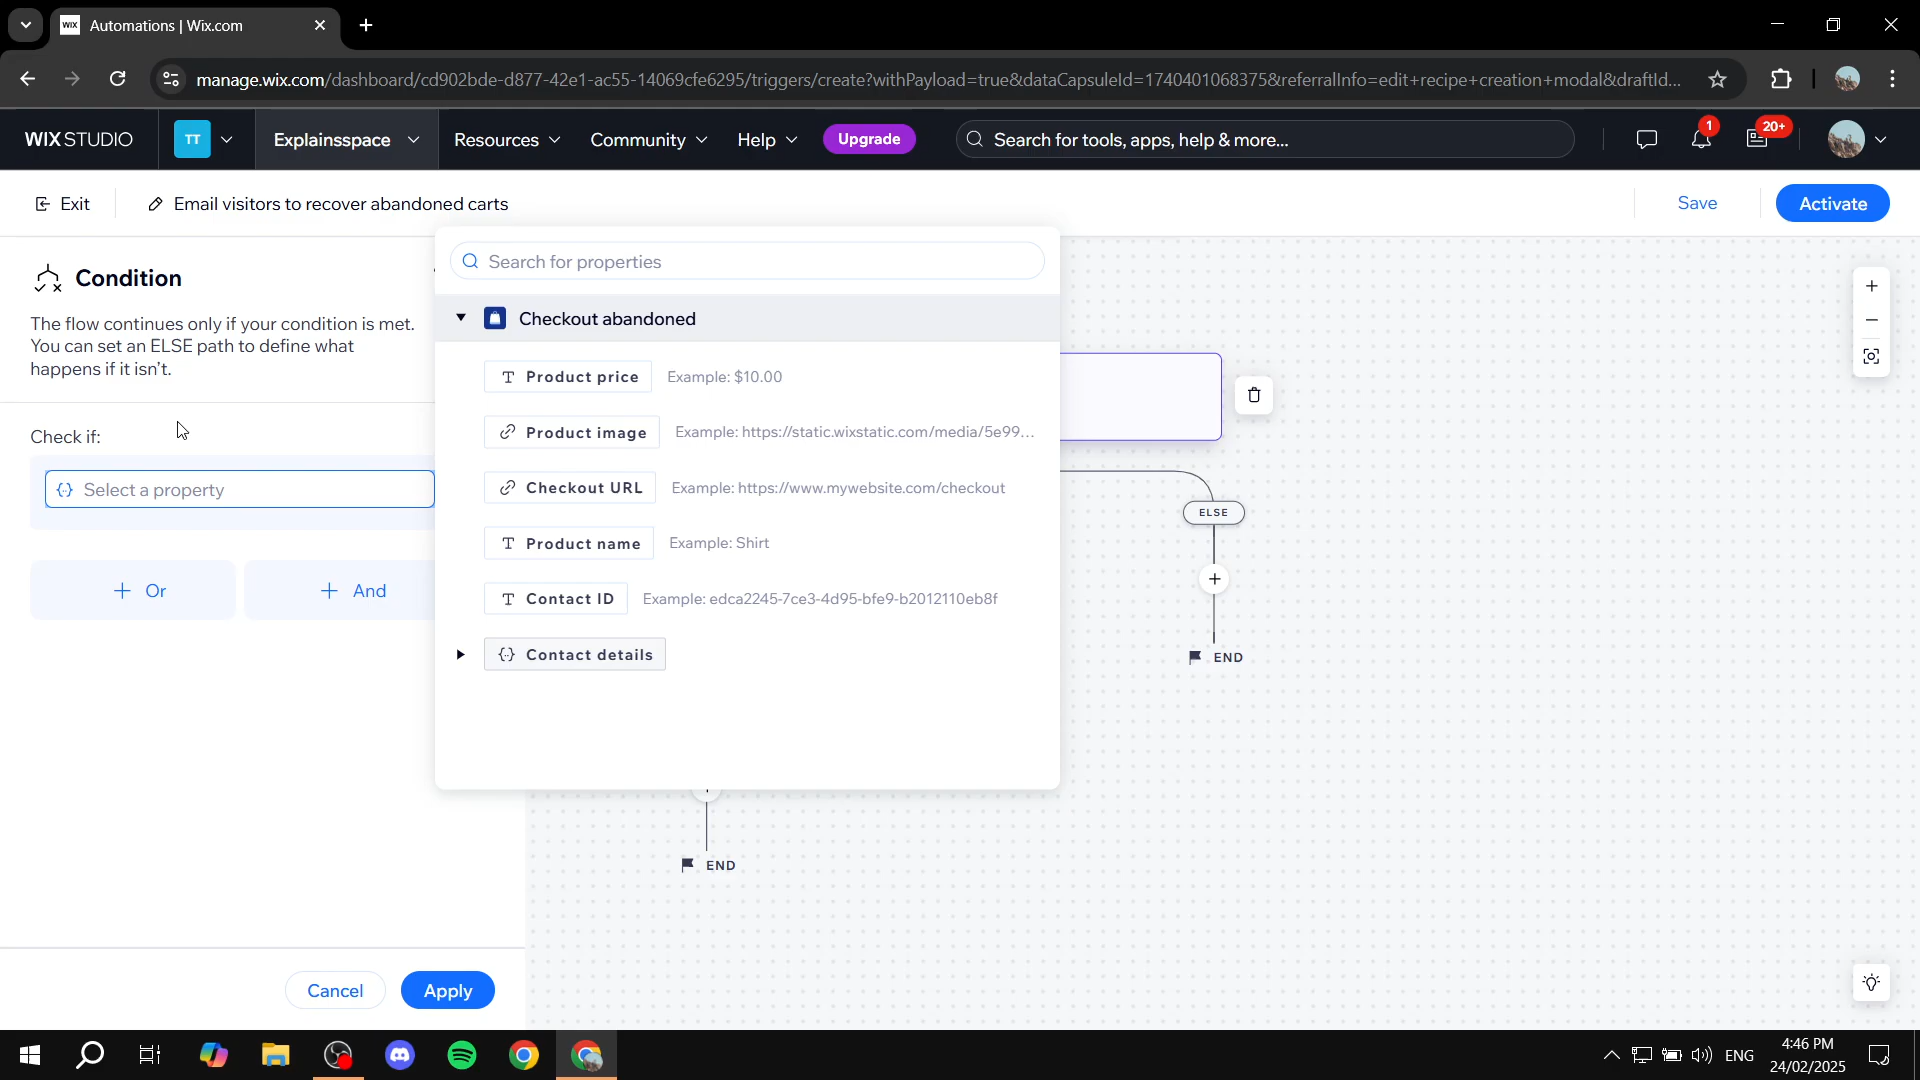 Automations | Wix.com
manage.wix.com/dashboard/cd902bde-d877-42e1-ac55-14069cfe6295/triggers/create?withPayload=true&dataCapsuleId=1740401068375&referralInfo=edit+recipe+creation+modal&draftId...
WIX STUDIO
TT
Explainsspace
Resources
Community
Help
Upgrade
Search for tools, apps, help & more...
1
20+
Exit
Email visitors to recover abandoned carts
Save
Activate
Condition
The flow continues only if your condition is met.
You can set an ELSE path to define what
happens if it isn't.
Check if:
Select a property
Or
And
Search for properties
Checkout abandoned
Product price Example: $10.00
Product image Example: https://static.wixstatic.com/media/5e99...
Checkout URL Example: https://www.mywebsite.com/checkout
Product name Example: Shirt
Contact ID Example: edca2245-7ce3-4d95-bfe9-b2012110eb8f
Contact details
ELSE
END
END
Cancel
Apply
ENG
4:46 PM
24/02/2025